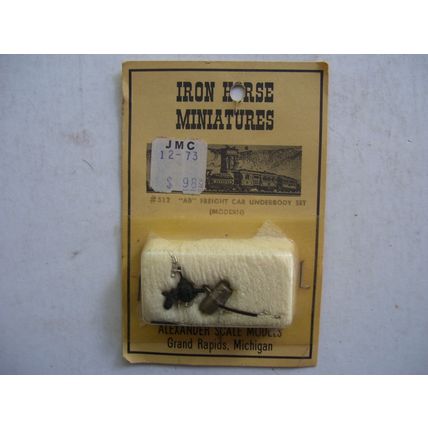 IRON HORSE
MINIATURES
JMC
12-73
$ .98
#512 "AB" FREIGHT CAR UNDERBODY SET
(MODERN)
ALEXANDER SCALE MODELS
Grand Rapids, Michigan